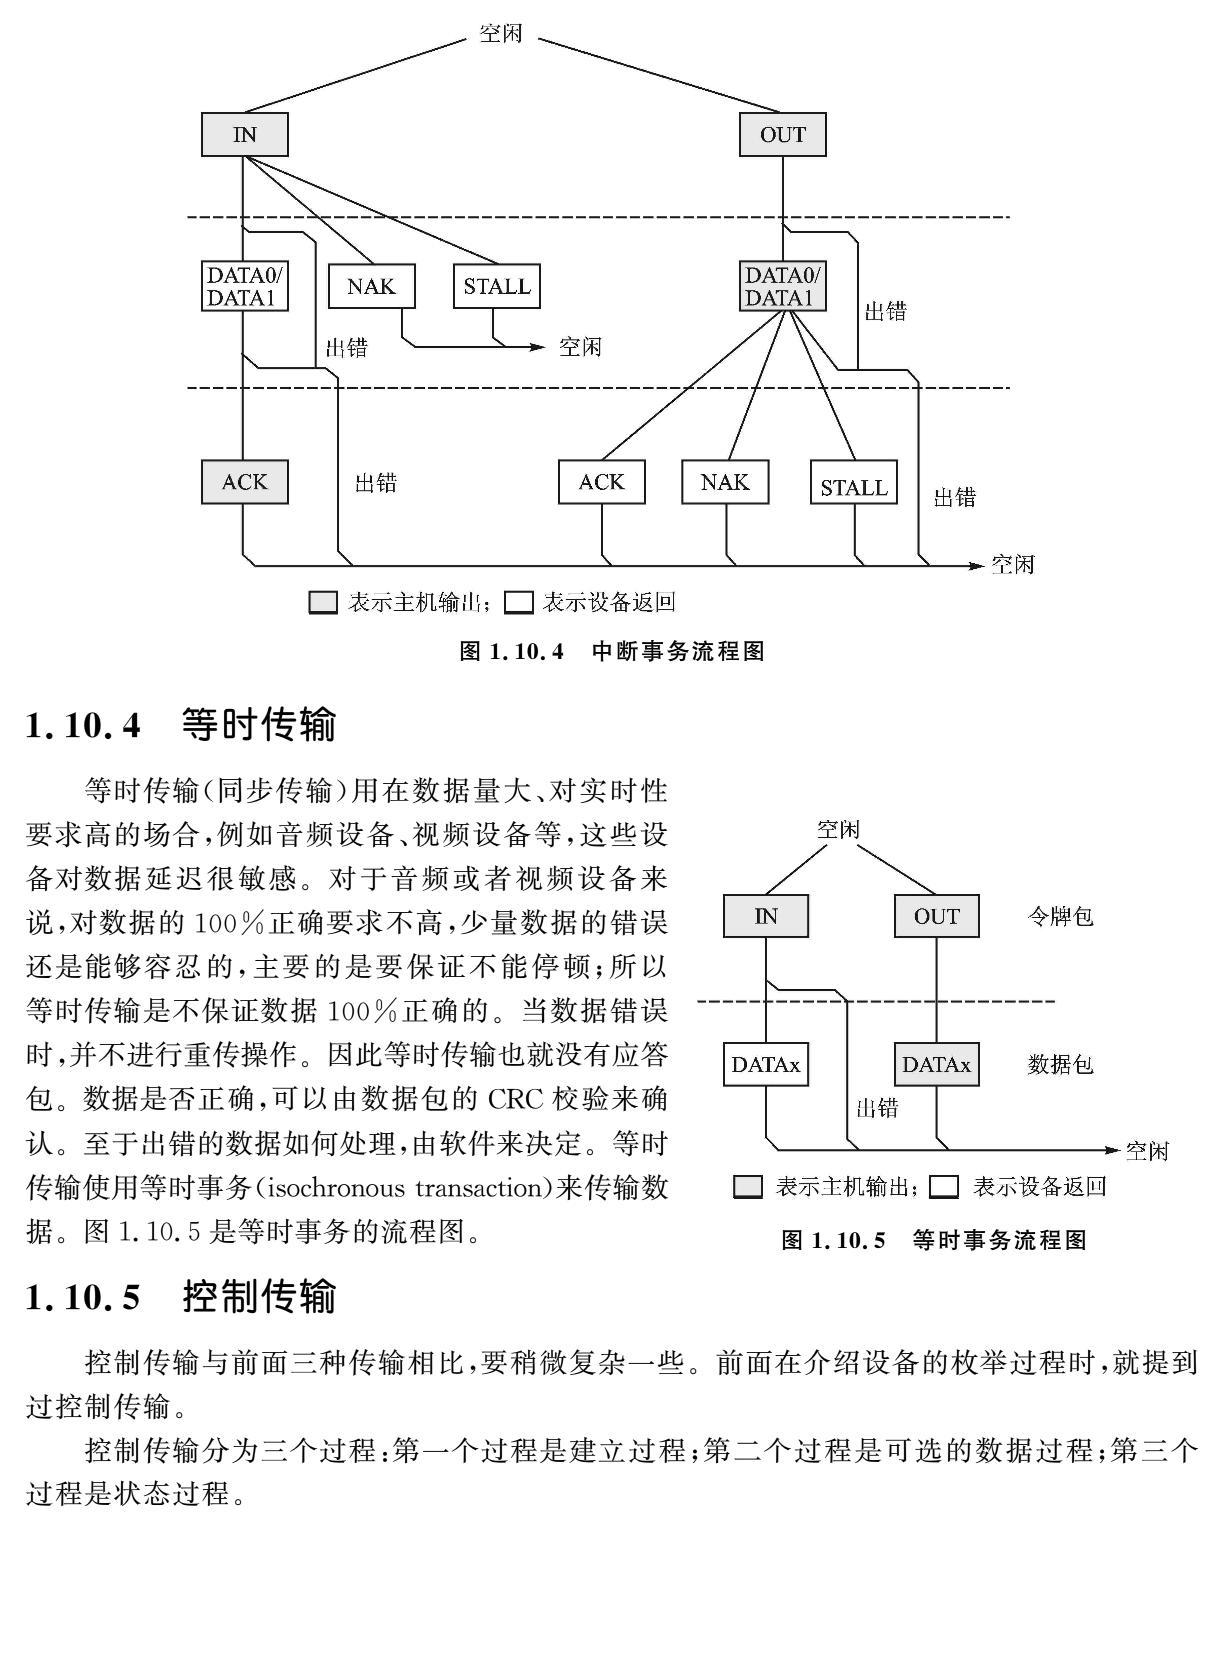 空闲
IN OUT
DATA0/ NAK STALL DATA0/
DATA1 DATA1
出错
出错 空闲
ACK 出错 ACK NAK STALL 出错
空闲
表示主机输出; 表示设备返回
图 1.10.4 中断事务流程图
1.10.4 等时传输
等时传输(同步传输)用在数据量大、对实时性
要求高的场合,例如音频设备、视频设备等,这些设
备对数据延迟很敏感。对于音频或者视频设备来
说,对数据的 100%正确要求不高,少量数据的错误
还是能够容忍的,主要的是要保证不能停顿;所以
等时传输是不保证数据 100%正确的。当数据错误
时,并不进行重传操作。因此等时传输也就没有应答
包。数据是否正确,可以由数据包的 CRC 校验来确
认。至于出错的数据如何处理,由软件来决定。等时
传输使用等时事务(isochronous transaction)来传输数
据。图 1.10.5 是等时事务的流程图。
空闲
IN OUT 令牌包
DATAx DATAx 数据包
出错
空闲
表示主机输出; 表示设备返回
图 1.10.5 等时事务流程图
1.10.5 控制传输
控制传输与前面三种传输相比,要稍微复杂一些。前面在介绍设备的枚举过程时,就提到
过控制传输。
控制传输分为三个过程:第一个过程是建立过程;第二个过程是可选的数据过程;第三个
过程是状态过程。